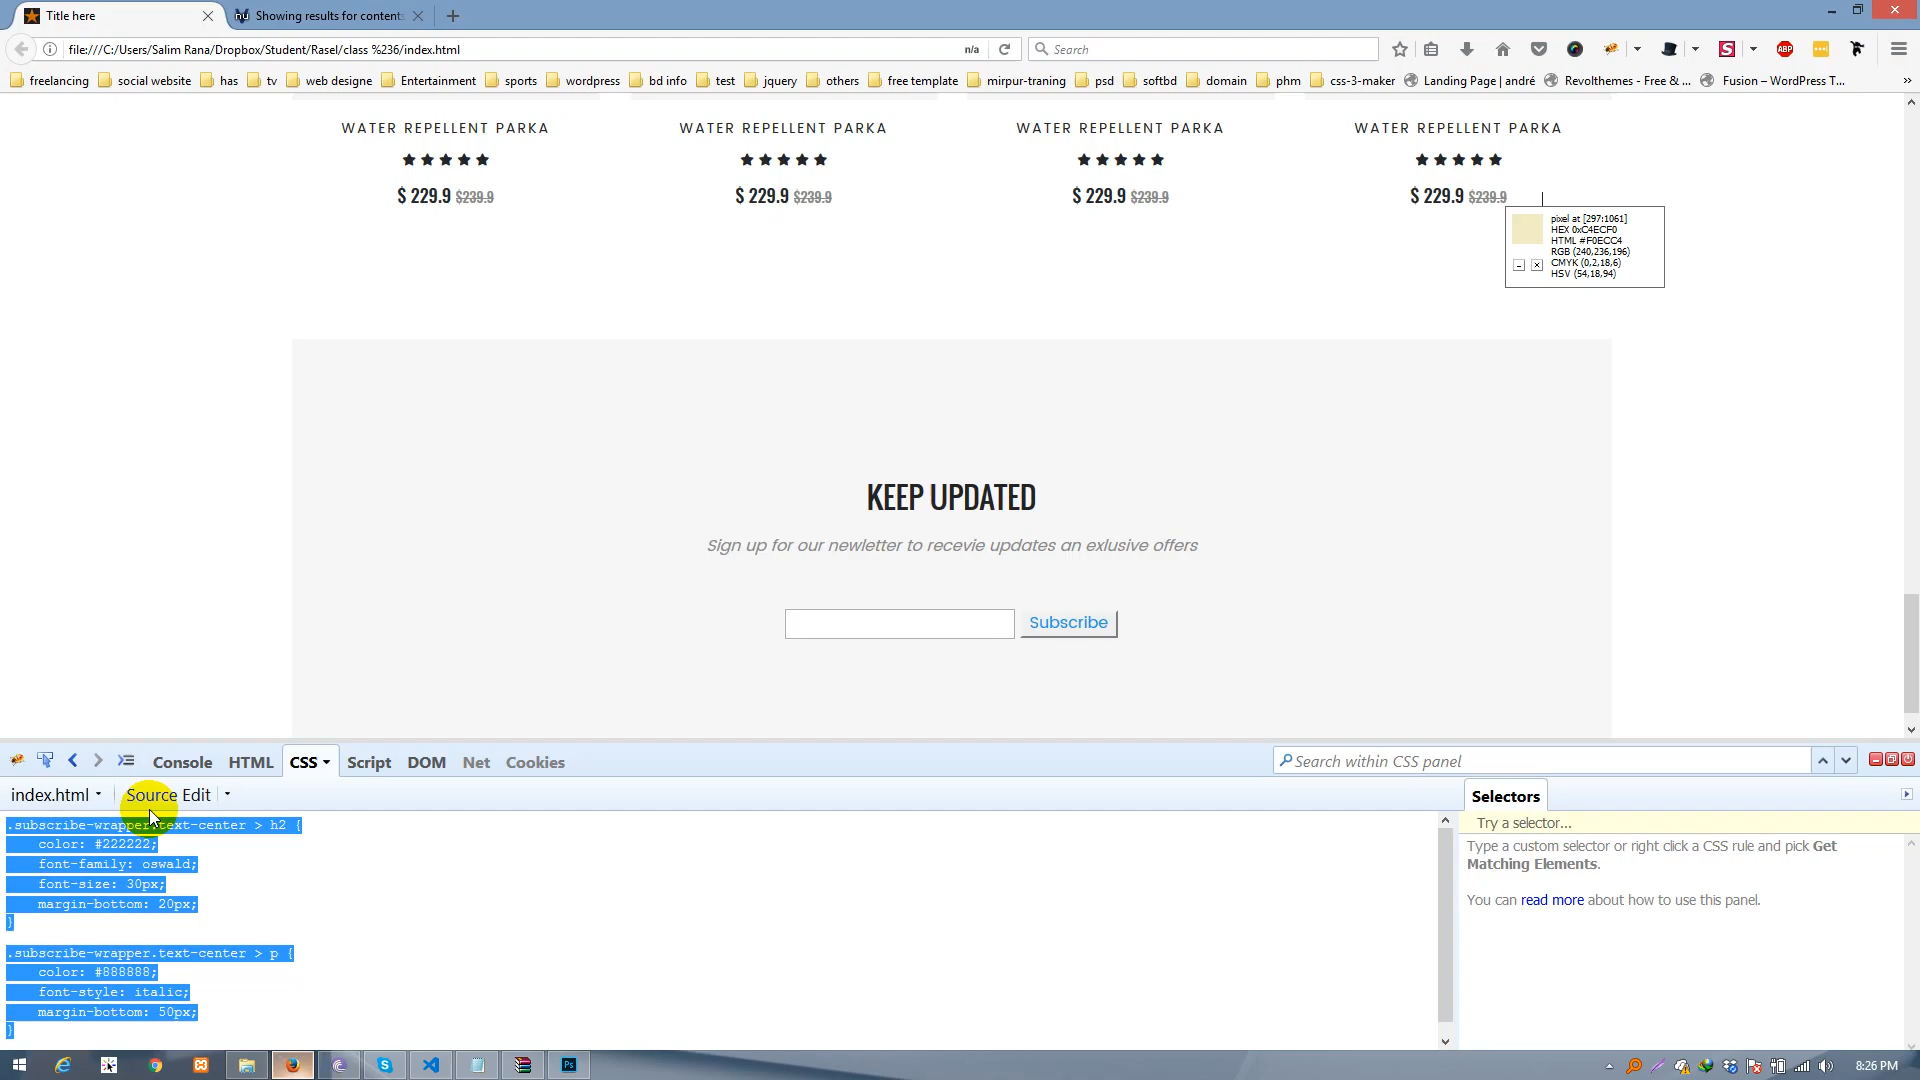 Title here
Showing results for contents
file:///C:/Users/Salim Rana/Dropbox/Student/Rasel/class %236/index.html
n/a
Search
ABP
freelancing social website has tv web designe Entertainment sports wordpress bd info test jquery others free template mirpur-traning psd softbd domain phm css-3-maker Landing Page | andré Revolthemes - Free & ... Fusion – WordPress T... »
WATER REPELLENT PARKA WATER REPELLENT PARKA WATER REPELLENT PARKA WATER REPELLENT PARKA
$ 229.9 $239.9 $ 229.9 $239.9 $ 229.9 $239.9 $ 229.9 $239.9
pixel at [297:1061]
HEX 0xC4ECF0
HTML #F0ECC4
RGB (240,236,196)
CMYK (0,2,18,6)
HSV (54,18,94)
KEEP UPDATED
Sign up for our newletter to recevie updates an exlusive offers
Subscribe
Console HTML CSS Script DOM Net Cookies
Search within CSS panel
index.html Source Edit
Selectors
.subscribe-wrapper.text-center > h2 {
color: #222222;
font-family: oswald;
font-size: 30px;
margin-bottom: 20px;
}
.subscribe-wrapper.text-center > p {
color: #888888;
font-style: italic;
margin-bottom: 50px;
}
Try a selector...
Type a custom selector or right click a CSS rule and pick Get
Matching Elements.
You can read more about how to use this panel.
8:26 PM